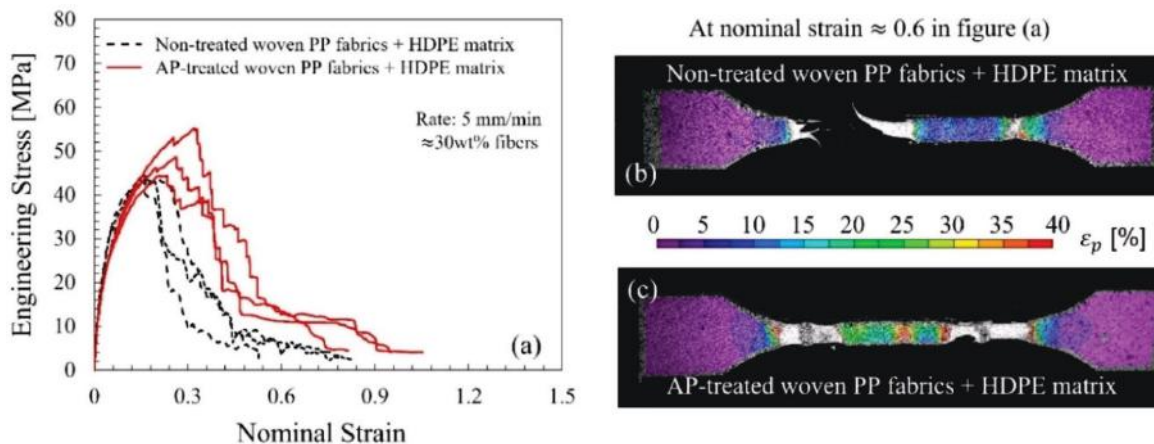 80
70
60
50
40
30
20
10
0
Engineering Stress [MPa]
Non-treated woven PP fabrics + HDPE matrix
AP-treated woven PP fabrics + HDPE matrix
Rate: 5 mm/min
≈30wt% fibers
(a)
0 0.3 0.6 0.9 1.2 1.5
Nominal Strain
At nominal strain ≈ 0.6 in figure (a)
Non-treated woven PP fabrics + HDPE matrix
(b)
0 5 10 15 20 25 30 35 40
εp [%]
(c)
AP-treated woven PP fabrics + HDPE matrix